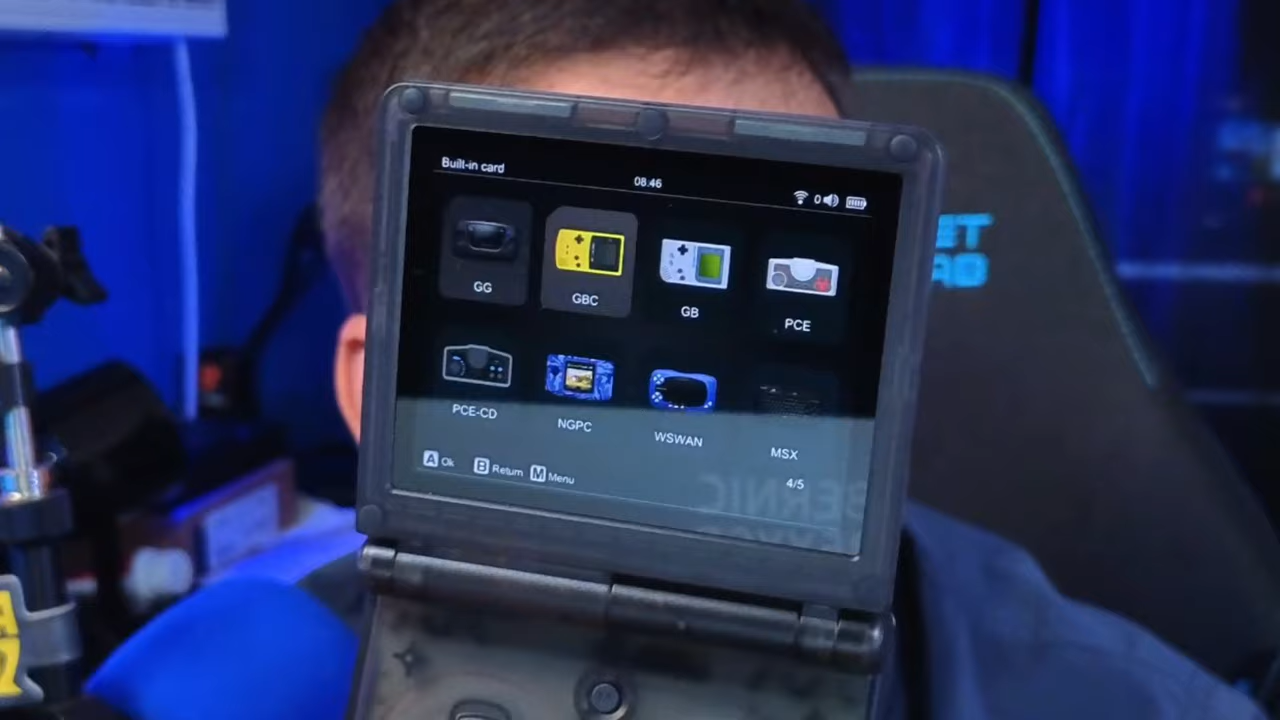 Built-in card
08:46
0
GG
GBC
GB
PCE
PCE-CD
NGPC
WSWAN
MSX
A Ok B Return M Menu
4/5